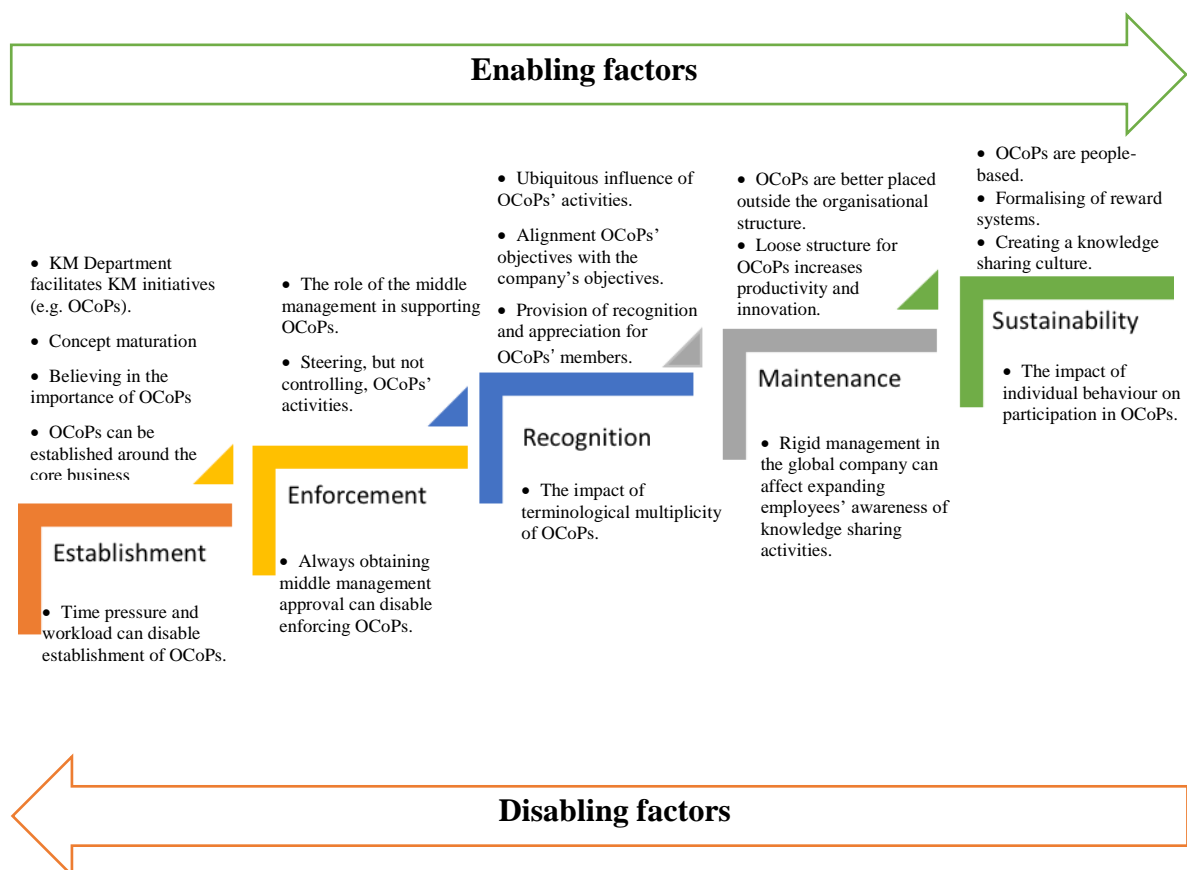 Enabling factors
• KM Department
facilitates KM initiatives
(e.g. OCoPs).
• Concept maturation
• Believing in the
importance of OCoPs
• OCoPs can be
established around the
core business
Establishment
• Time pressure and
workload can disable
establishment of OCoPs.
• The role of the middle
management in supporting
OCoPs.
• Steering, but not
controlling, OCoPs’
activities.
Enforcement
• Always obtaining
middle management
approval can disable
enforcing OCoPs.
• Ubiquitous influence of
OCoPs’ activities.
• Alignment OCoPs’
objectives with the
company’s objectives.
• Provision of recognition
and appreciation for
OCoPs’ members.
Recognition
• The impact of
terminological multiplicity
of OCoPs.
• OCoPs are better placed
outside the organisational
structure.
• Loose structure for
OCoPs increases
productivity and
innovation.
Maintenance
• Rigid management in
the global company can
affect expanding
employees’ awareness of
knowledge sharing
activities.
• OCoPs are people-
based.
• Formalising of reward
systems.
• Creating a knowledge
sharing culture.
Sustainability
• The impact of
individual behaviour on
participation in OCoPs.
Disabling factors